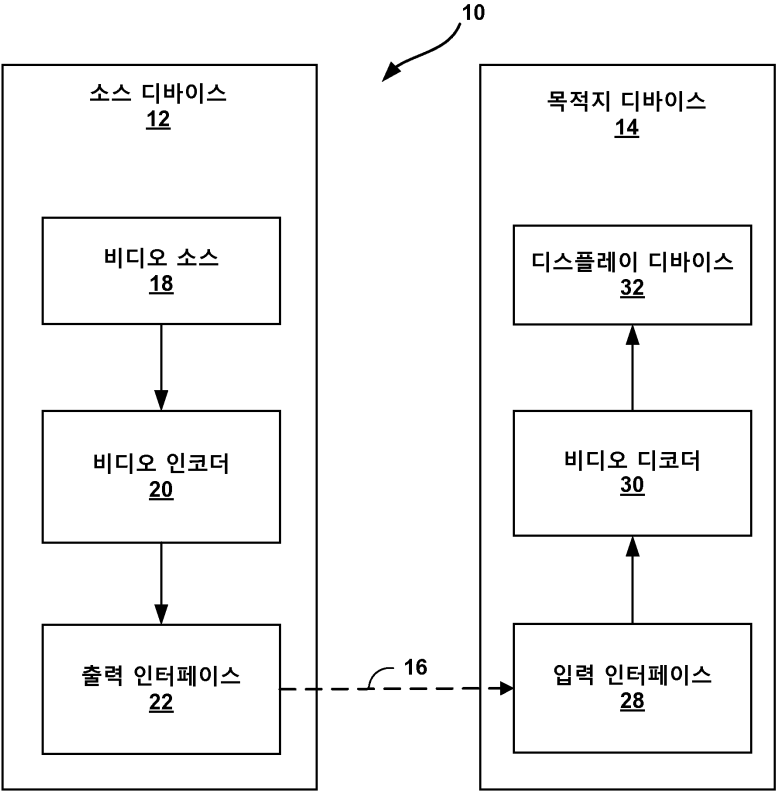 10
소스 디바이스
12
비디오 소스
18
비디오 인코더
20
출력 인터페이스
22
16
목적지 디바이스
14
디스플레이 디바이스
32
비디오 디코더
30
입력 인터페이스
28